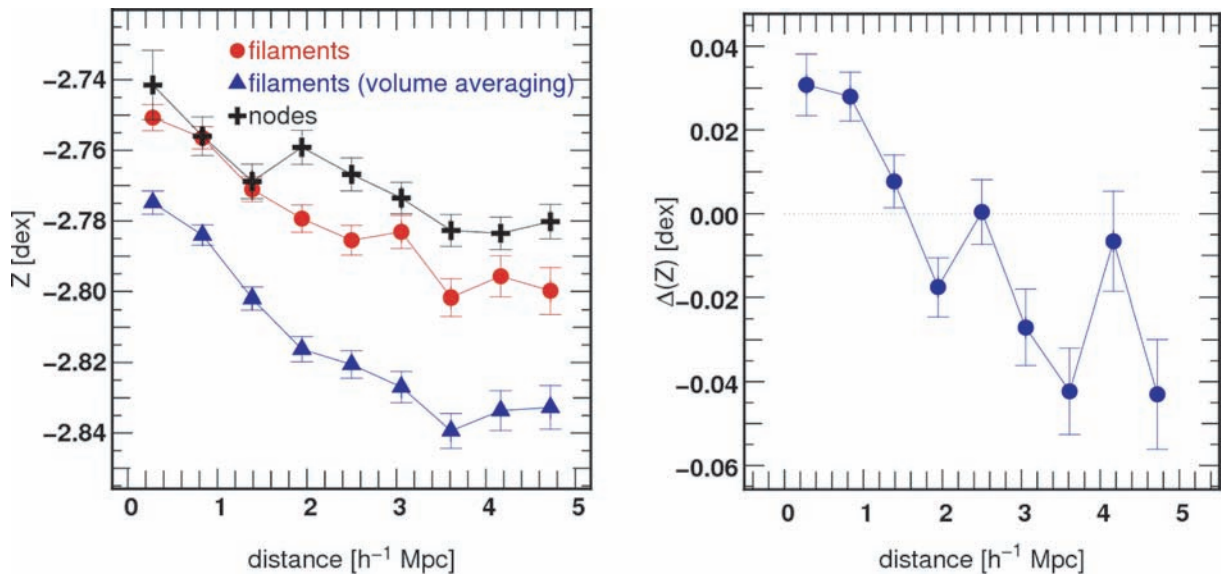 filaments
filaments (volume averaging)
nodes
Z [dex]
−2.74
−2.76
−2.78
−2.80
−2.82
−2.84
0 1 2 3 4 5
distance [h⁻¹ Mpc]
Δ(Z) [dex]
0.04
0.02
0.00
−0.02
−0.04
−0.06
0 1 2 3 4 5
distance [h⁻¹ Mpc]